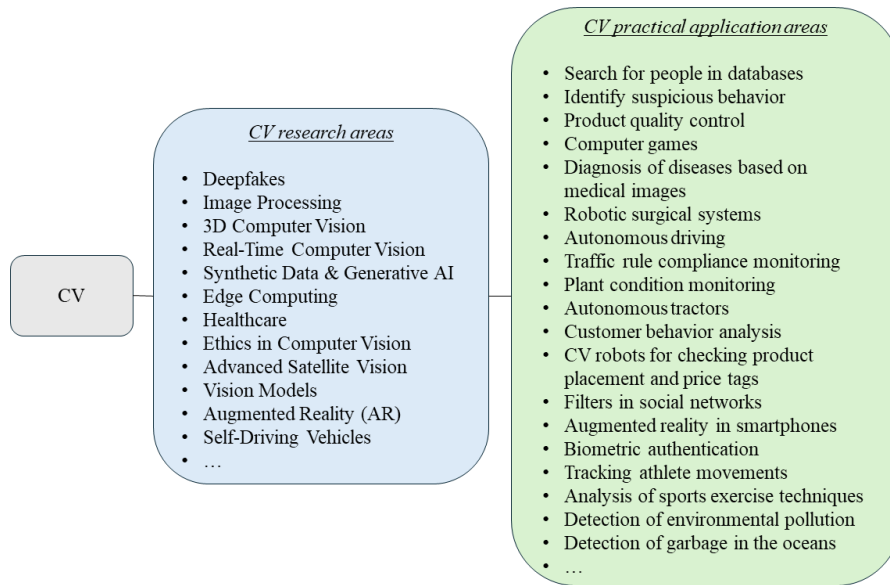 CV
CV research areas
• Deepfakes
• Image Processing
• 3D Computer Vision
• Real-Time Computer Vision
• Synthetic Data & Generative AI
• Edge Computing
• Healthcare
• Ethics in Computer Vision
• Advanced Satellite Vision
• Vision Models
• Augmented Reality (AR)
• Self-Driving Vehicles
• …
CV practical application areas
• Search for people in databases
• Identify suspicious behavior
• Product quality control
• Computer games
• Diagnosis of diseases based on
medical images
• Robotic surgical systems
• Autonomous driving
• Traffic rule compliance monitoring
• Plant condition monitoring
• Autonomous tractors
• Customer behavior analysis
• CV robots for checking product
placement and price tags
• Filters in social networks
• Augmented reality in smartphones
• Biometric authentication
• Tracking athlete movements
• Analysis of sports exercise techniques
• Detection of environmental pollution
• Detection of garbage in the oceans
• …